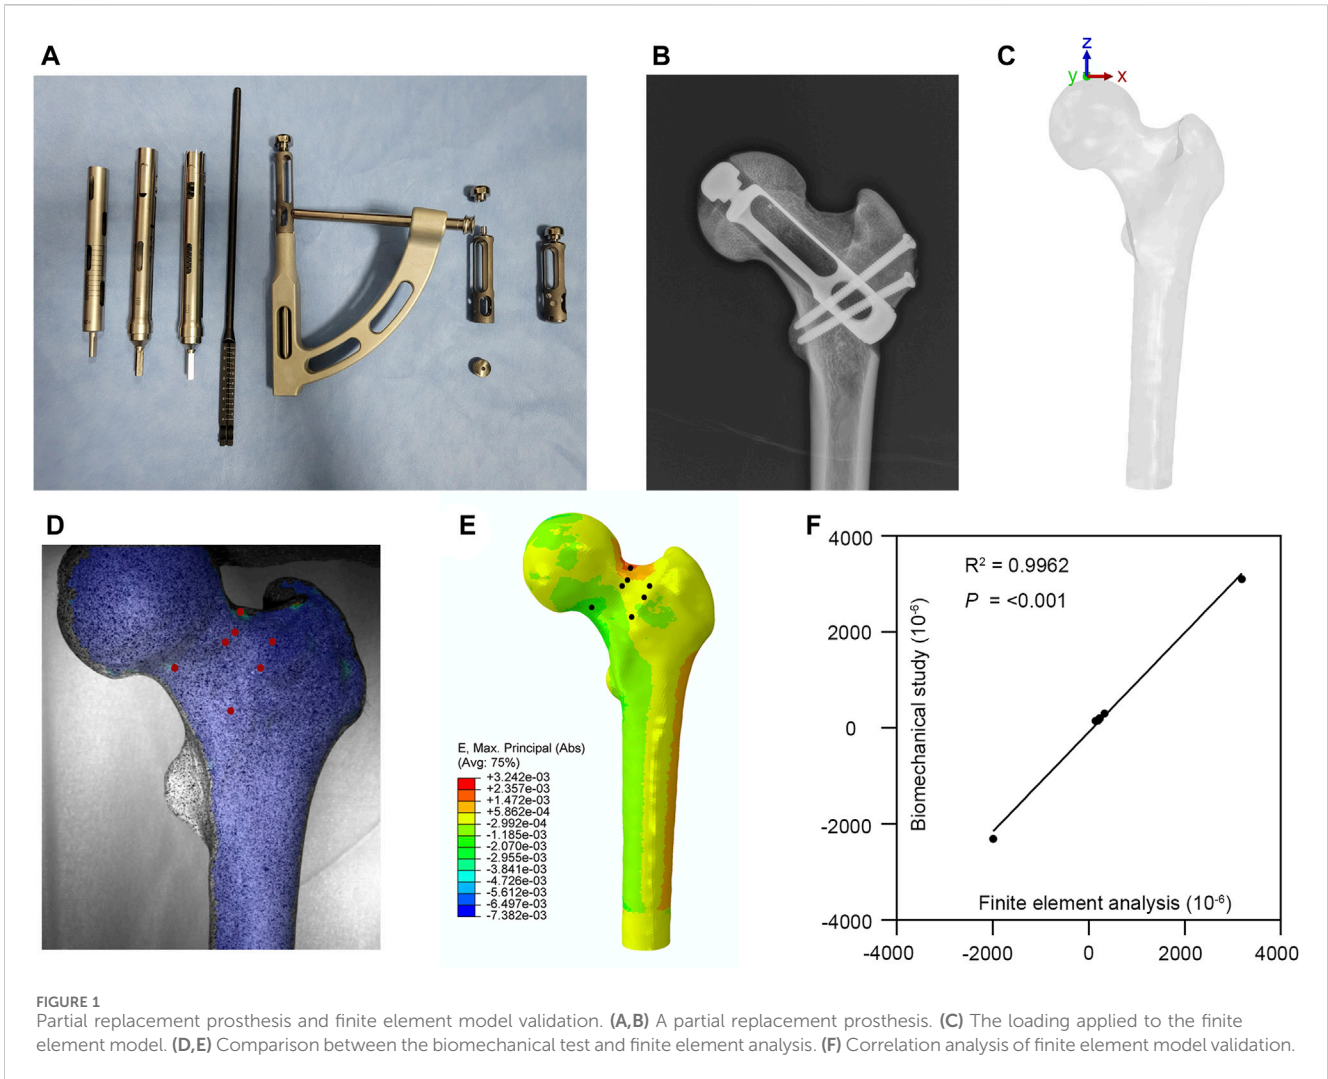 A
B
C
z
y
x
D
E
E, Max. Principal (Abs)
(Avg: 75%)
+3.242e-03
+2.357e-03
+1.472e-03
+5.862e-04
-2.992e-04
-1.185e-03
-2.070e-03
-2.955e-03
-3.841e-03
-4.726e-03
-5.612e-03
-6.497e-03
-7.382e-03
F
4000
2000
0
-2000
-4000
Biomechanical study (10⁻⁶)
R² = 0.9962
P = <0.001
Finite element analysis (10⁻⁶)
-4000
-2000
0
2000
4000
FIGURE 1
Partial replacement prosthesis and finite element model validation. (A,B) A partial replacement prosthesis. (C) The loading applied to the finite
element model. (D,E) Comparison between the biomechanical test and finite element analysis. (F) Correlation analysis of finite element model validation.